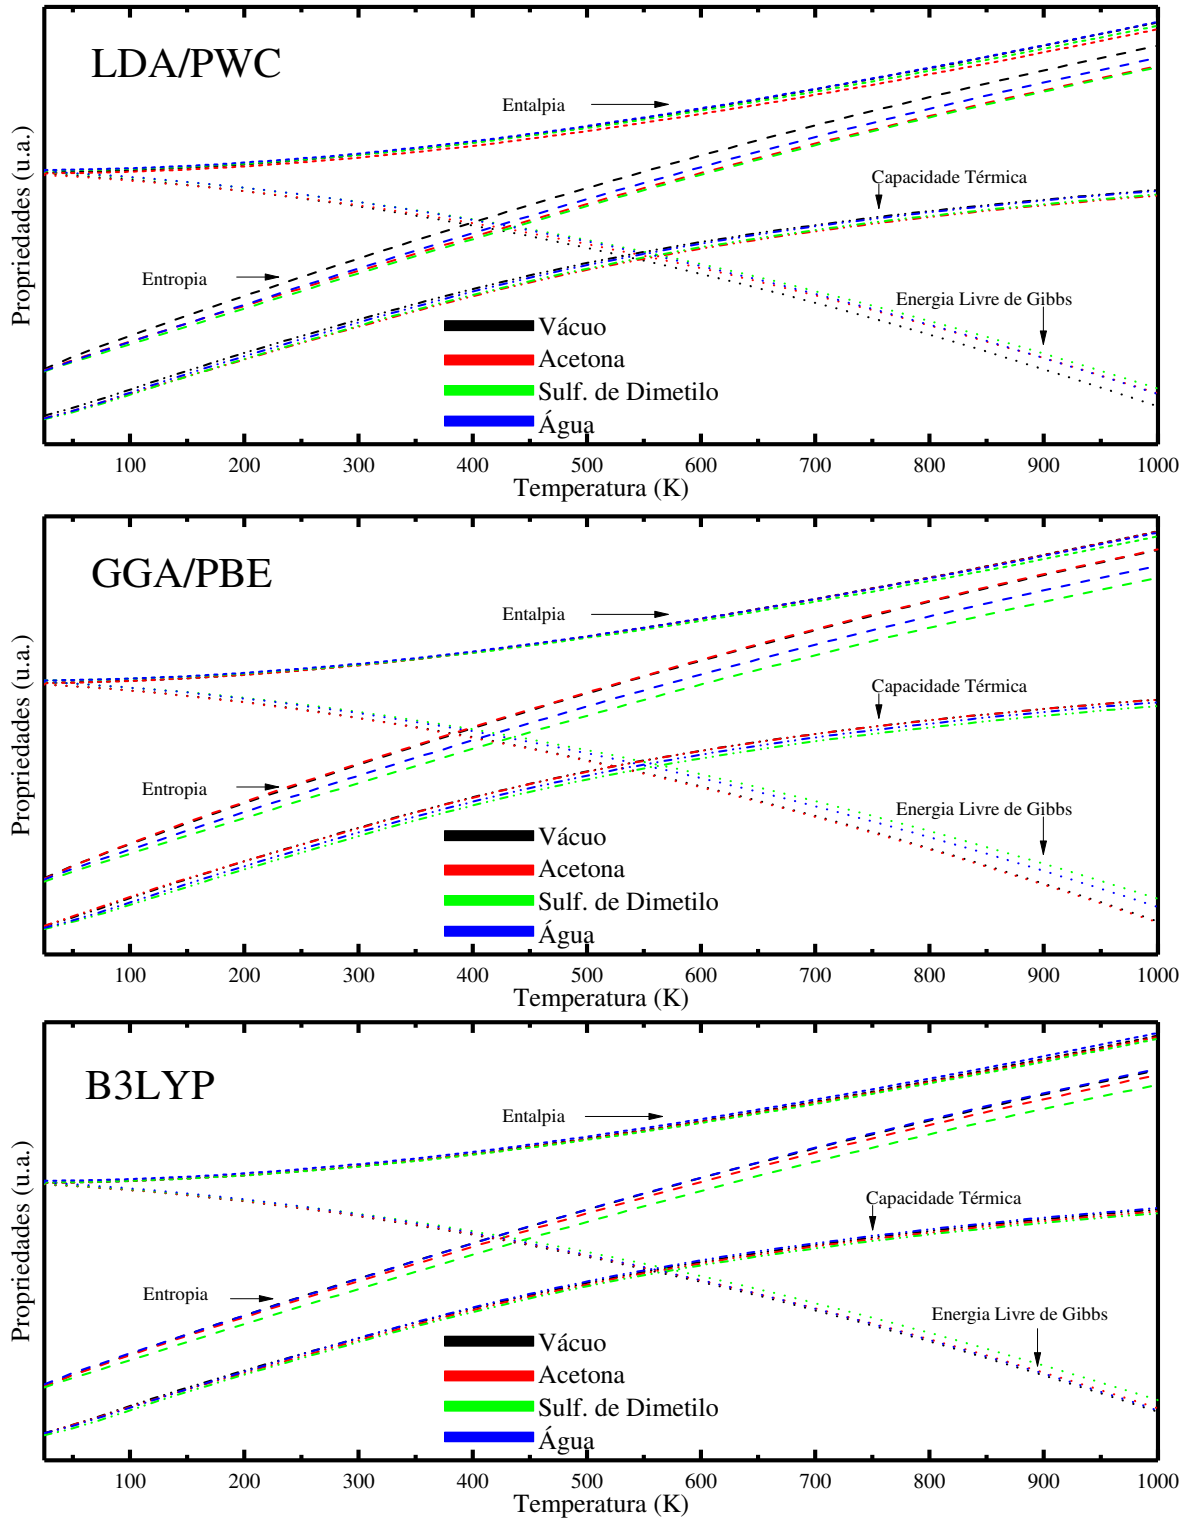 LDA/PWC
Entalpia
Capacidade Térmica
Entropia
Energia Livre de Gibbs
Vácuo
Acetona
Sulf. de Dimetilo
Água
Propriedades (u.a.)
100 200 300 400 500 600 700 800 900 1000
Temperatura (K)
GGA/PBE
Entalpia
Capacidade Térmica
Entropia
Energia Livre de Gibbs
Vácuo
Acetona
Sulf. de Dimetilo
Água
Propriedades (u.a.)
100 200 300 400 500 600 700 800 900 1000
Temperatura (K)
B3LYP
Entalpia
Capacidade Térmica
Entropia
Energia Livre de Gibbs
Vácuo
Acetona
Sulf. de Dimetilo
Água
Propriedades (u.a.)
100 200 300 400 500 600 700 800 900 1000
Temperatura (K)